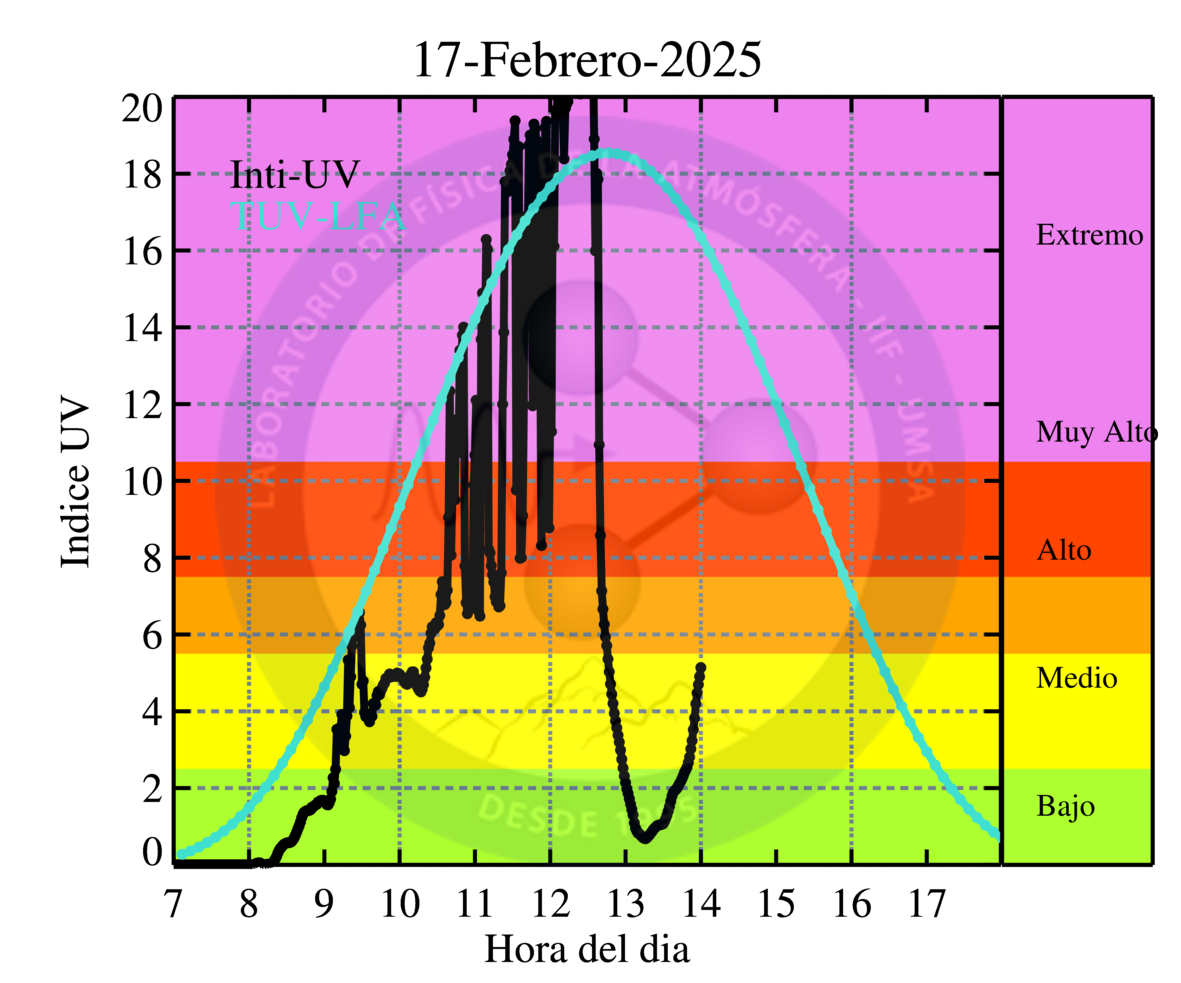 17-Febrero-2025
Inti-UV
TUV-LFA
20
18
16
14
12
10
8
6
4
2
0
Indice UV
7 8 9 10 11 12 13 14 15 16 17
Hora del dia
Extremo
Muy Alto
Alto
Medio
Bajo
LABORATORIO DE FÍSICA DE LA ATMÓSFERA - IIF - UMSA
DESDE 1995